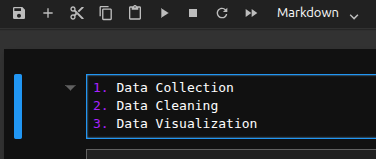 Markdown
1. Data Collection
2. Data Cleaning
3. Data Visualization